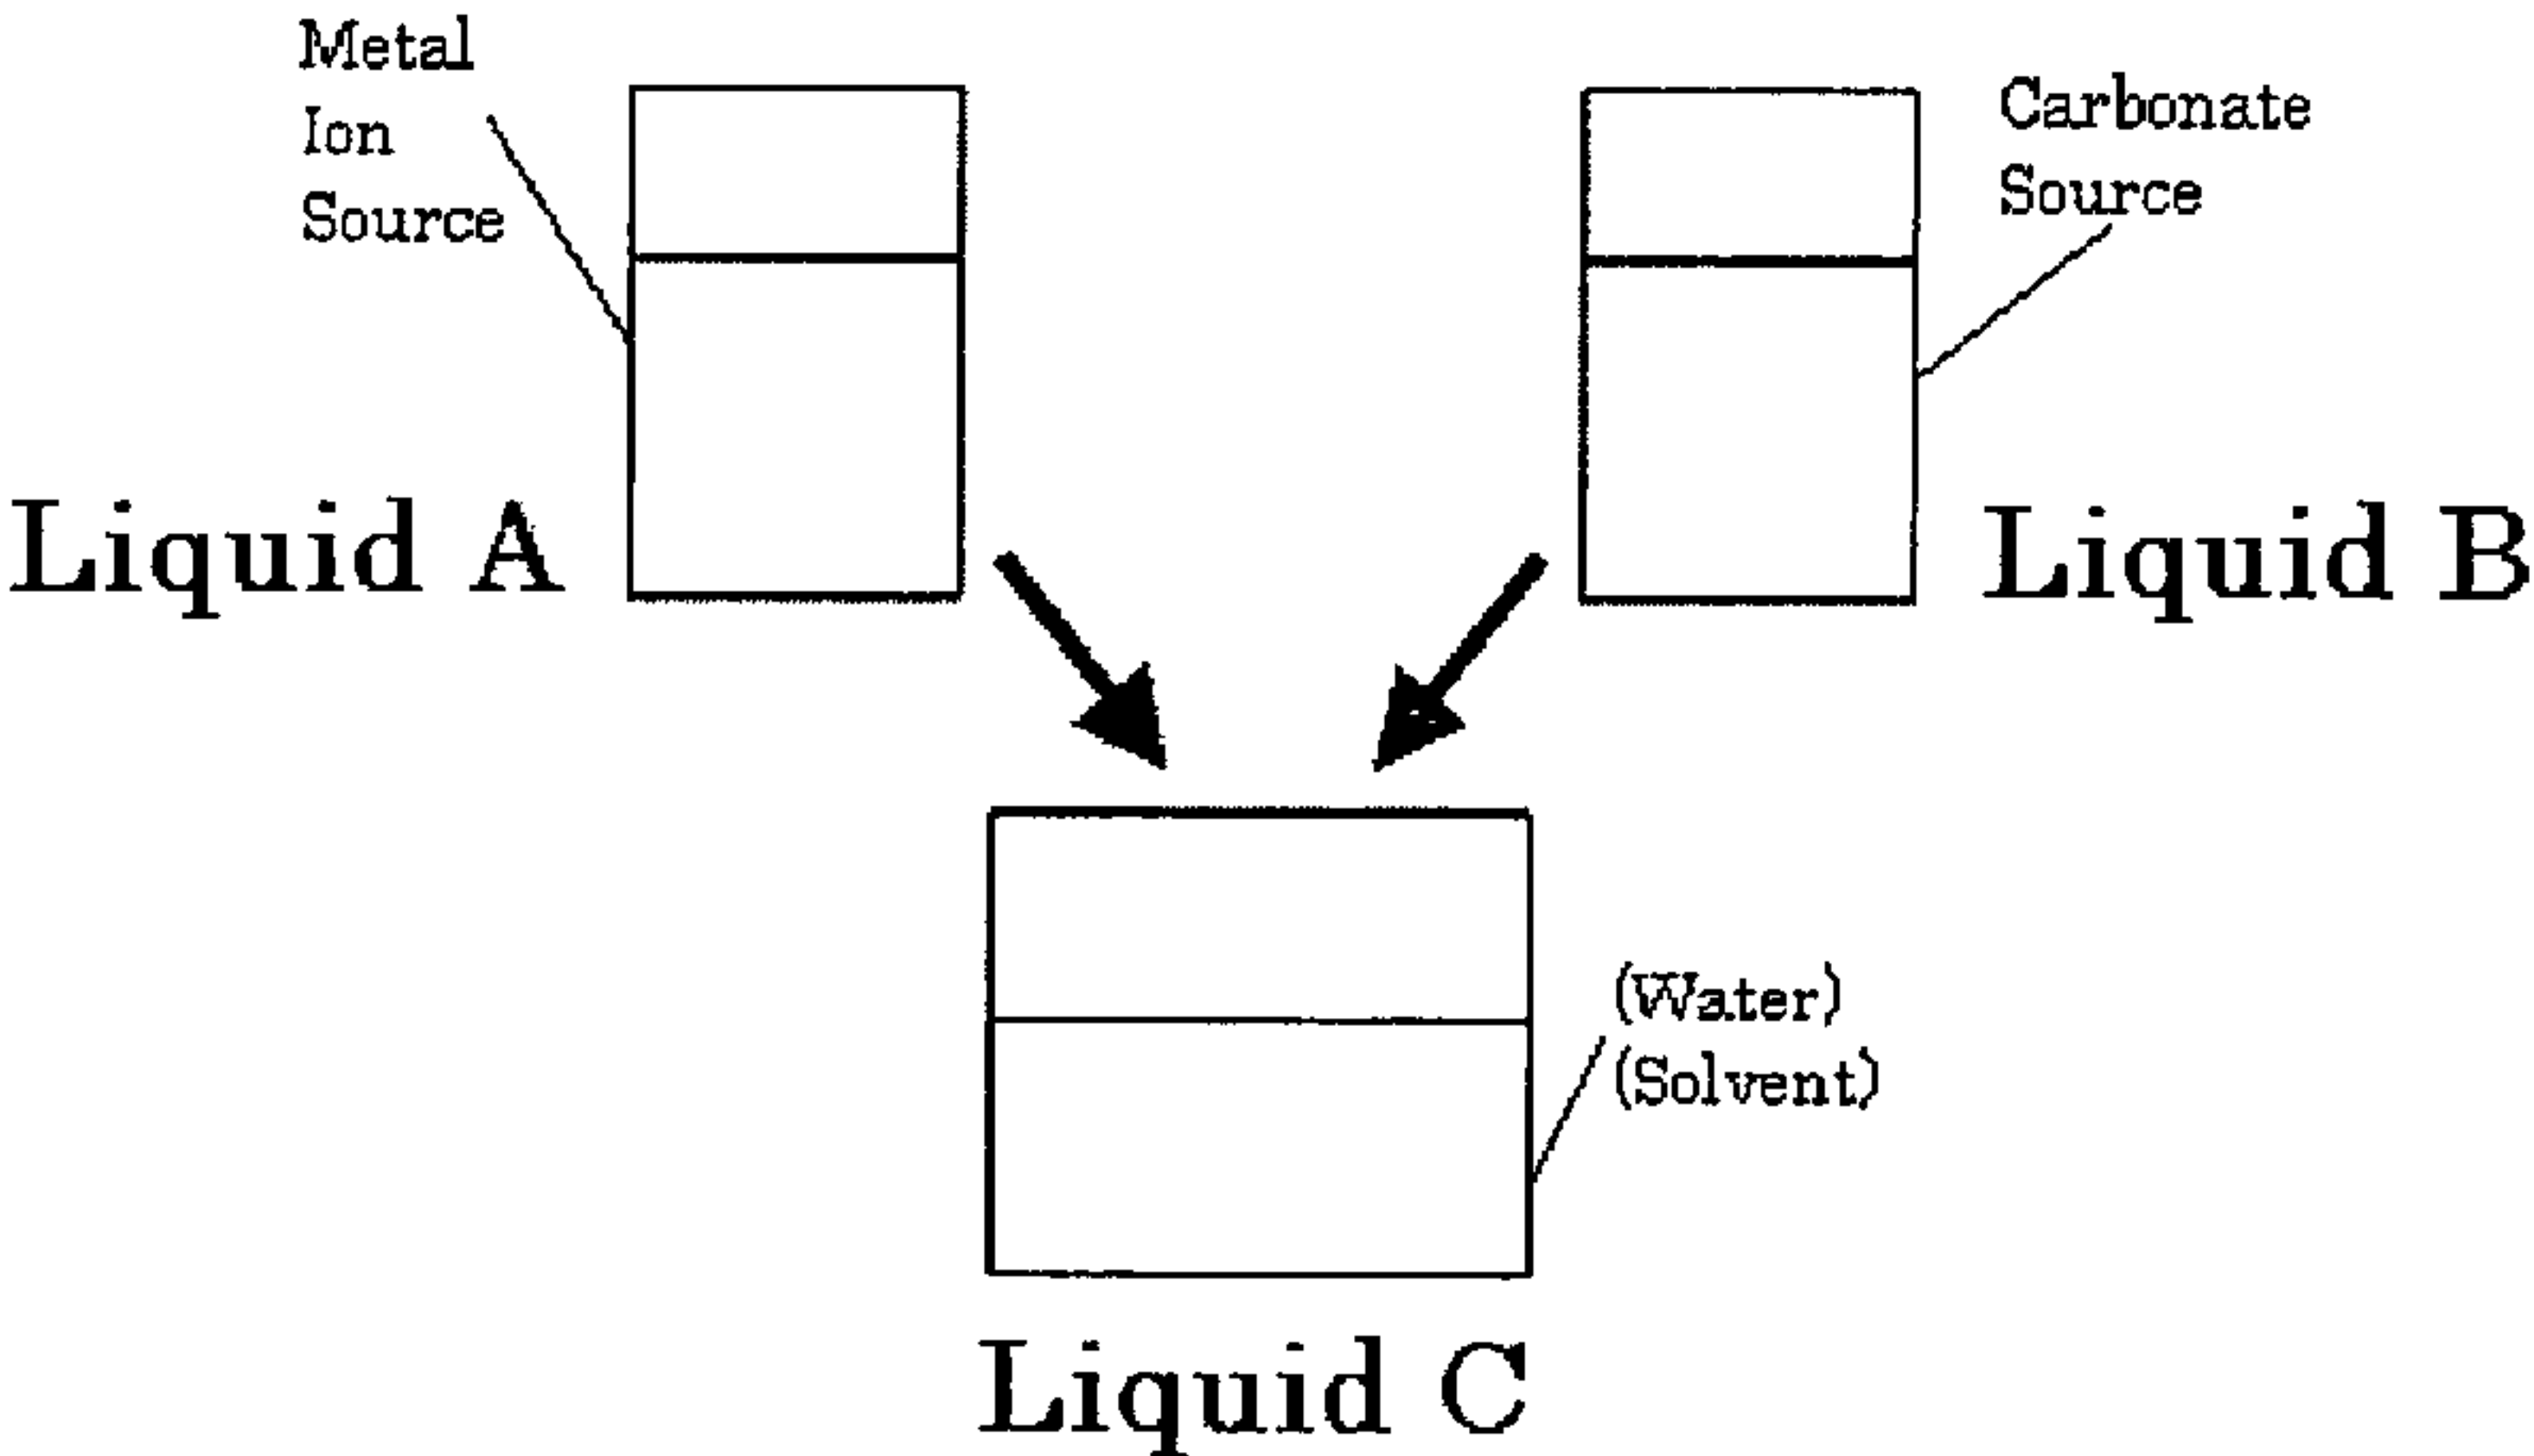 Metal
Ion
Source
Carbonate
Source
Liquid A
Liquid B
(Water)
(Solvent)
Liquid C